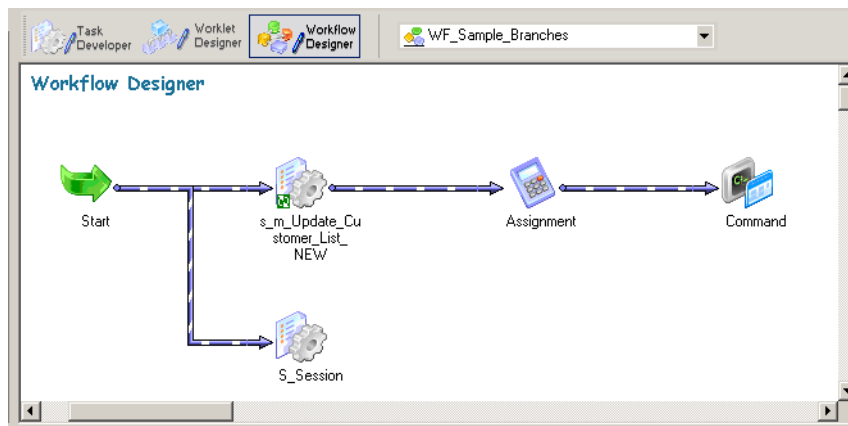 Task
Developer
Worklet
Designer
Workflow
Designer
WF_Sample_Branches
Workflow Designer
Start
s_m_Update_Cu
stomer_List_
NEW
Assignment
Command
S_Session